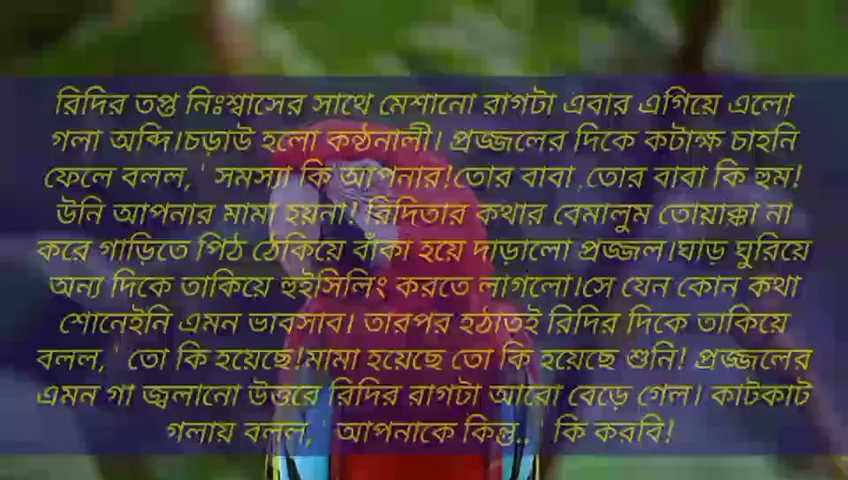 রিদির তপ্ত নিঃশ্বাসের সাথে মেশানো রাগটা এবার এগিয়ে এলো
গলা অব্দি।চড়াউ হলো কন্ঠনালী। প্রজ্জলের দিকে কটাক্ষ চাহনি
ফেলে বলল, ' সমস্যা কি আপনার!তোর বাবা ,তোর বাবা কি হুম!
উনি আপনার মামা হয়না! রিদিতার কথার বেমালুম তোয়াক্কা না
করে গাড়িতে পিঠ ঠেকিয়ে বাঁকা হয়ে দাড়ালো প্রজ্জল।ঘাড় ঘুরিয়ে
অন্য দিকে তাকিয়ে হুইসিলিং করতে লাগলো।সে যেন কোন কথা
শোনেইনি এমন ভাবসাব। তারপর হঠাতই রিদির দিকে তাকিয়ে
বলল, ' তো কি হয়েছে!মামা হয়েছে তো কি হয়েছে শুনি! প্রজ্জলের
এমন গা জ্বলানো উত্তরে রিদির রাগটা আরো বেড়ে গেল। কাটকাট
গলায় বলল, ' আপনাকে কিন্তু.. ' কি করবি!